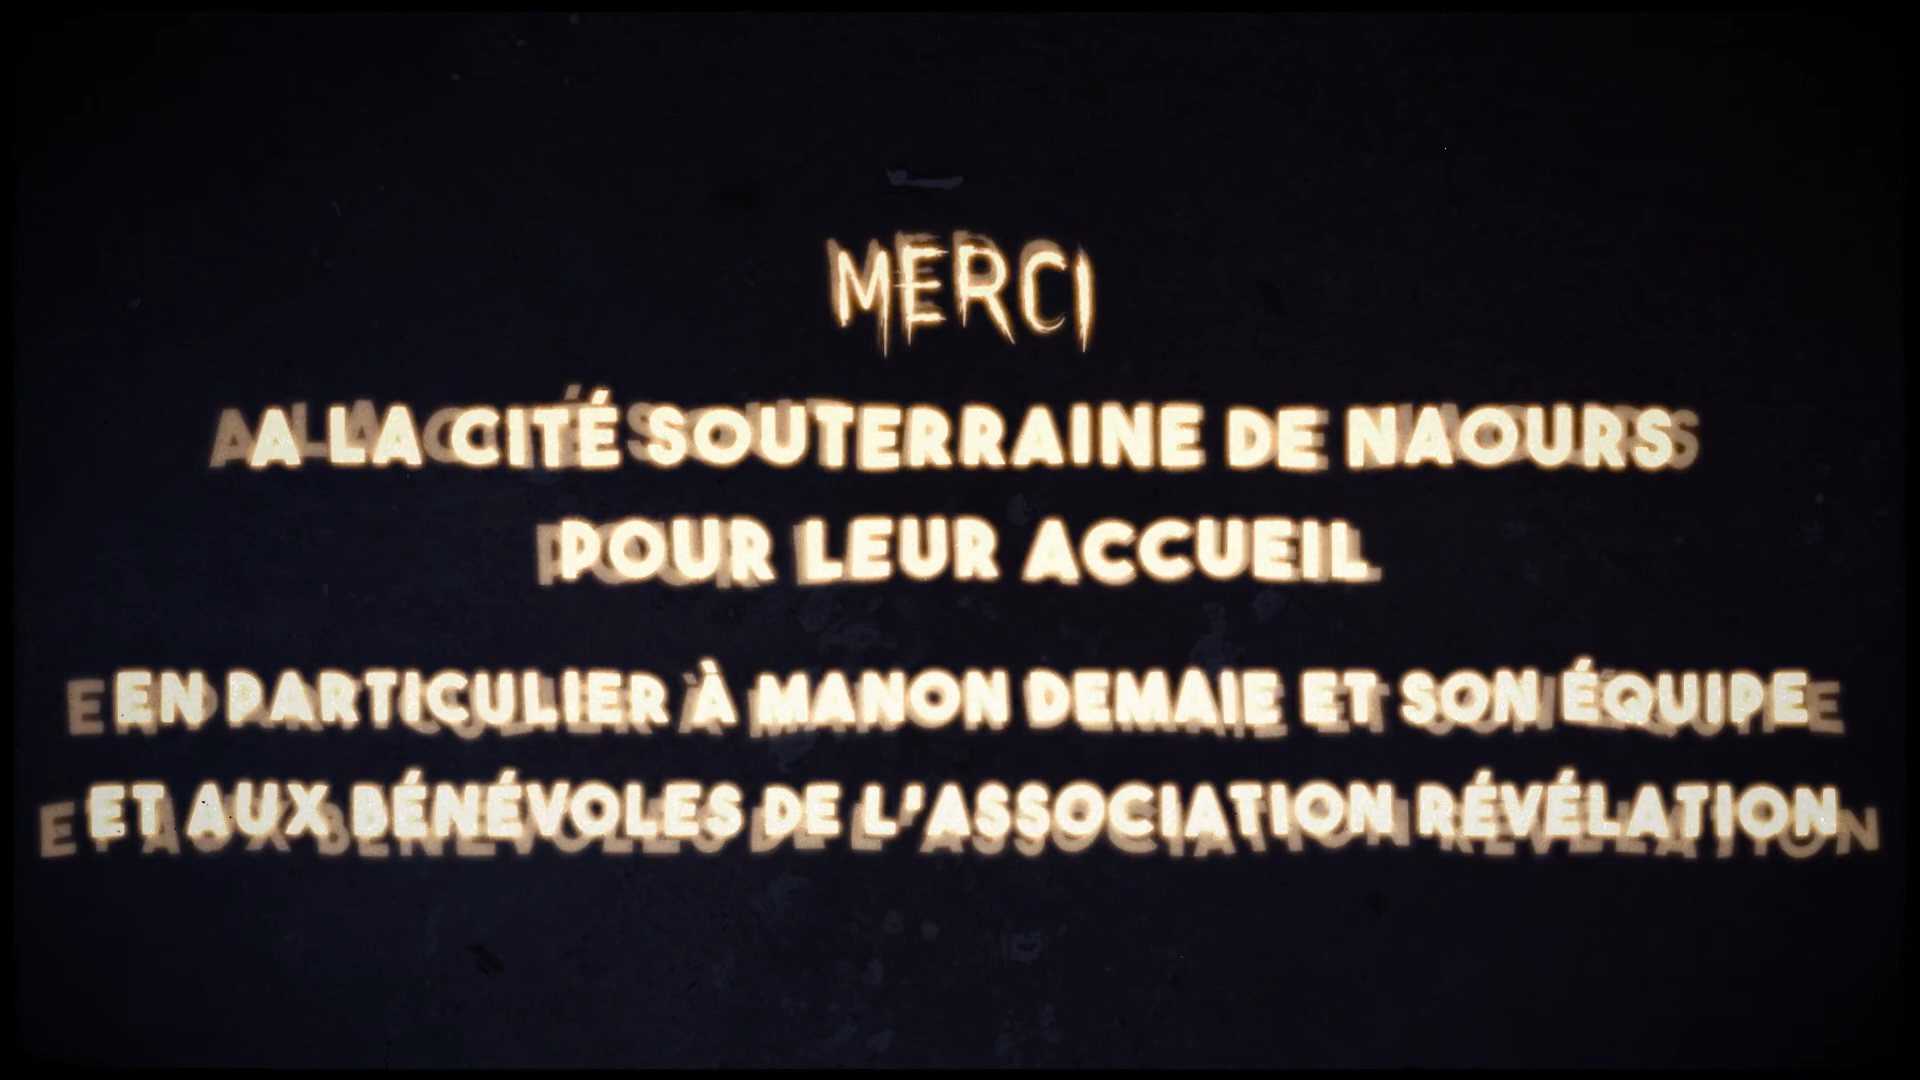 MERCI
A LA CITÉ SOUTERRAINE DE NAOURS
POUR LEUR ACCUEIL
EN PARTICULIER À MANON DEMAIE ET SON ÉQUIPE
ET AUX BÉNÉVOLES DE L'ASSOCIATION RÉVÉLATION